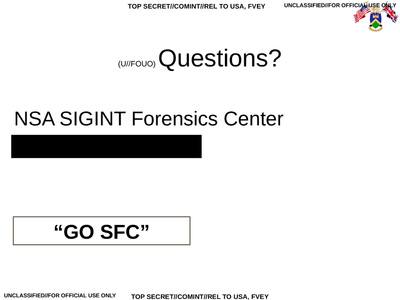 TOP SECRET//COMINT//REL TO USA, FVEY
UNCLASSIFIED//FOR OFFICIAL USE ONLY
(U//FOUO) Questions?
NSA SIGINT Forensics Center
“GO SFC”
UNCLASSIFIED//FOR OFFICIAL USE ONLY
TOP SECRET//COMINT//REL TO USA, FVEY